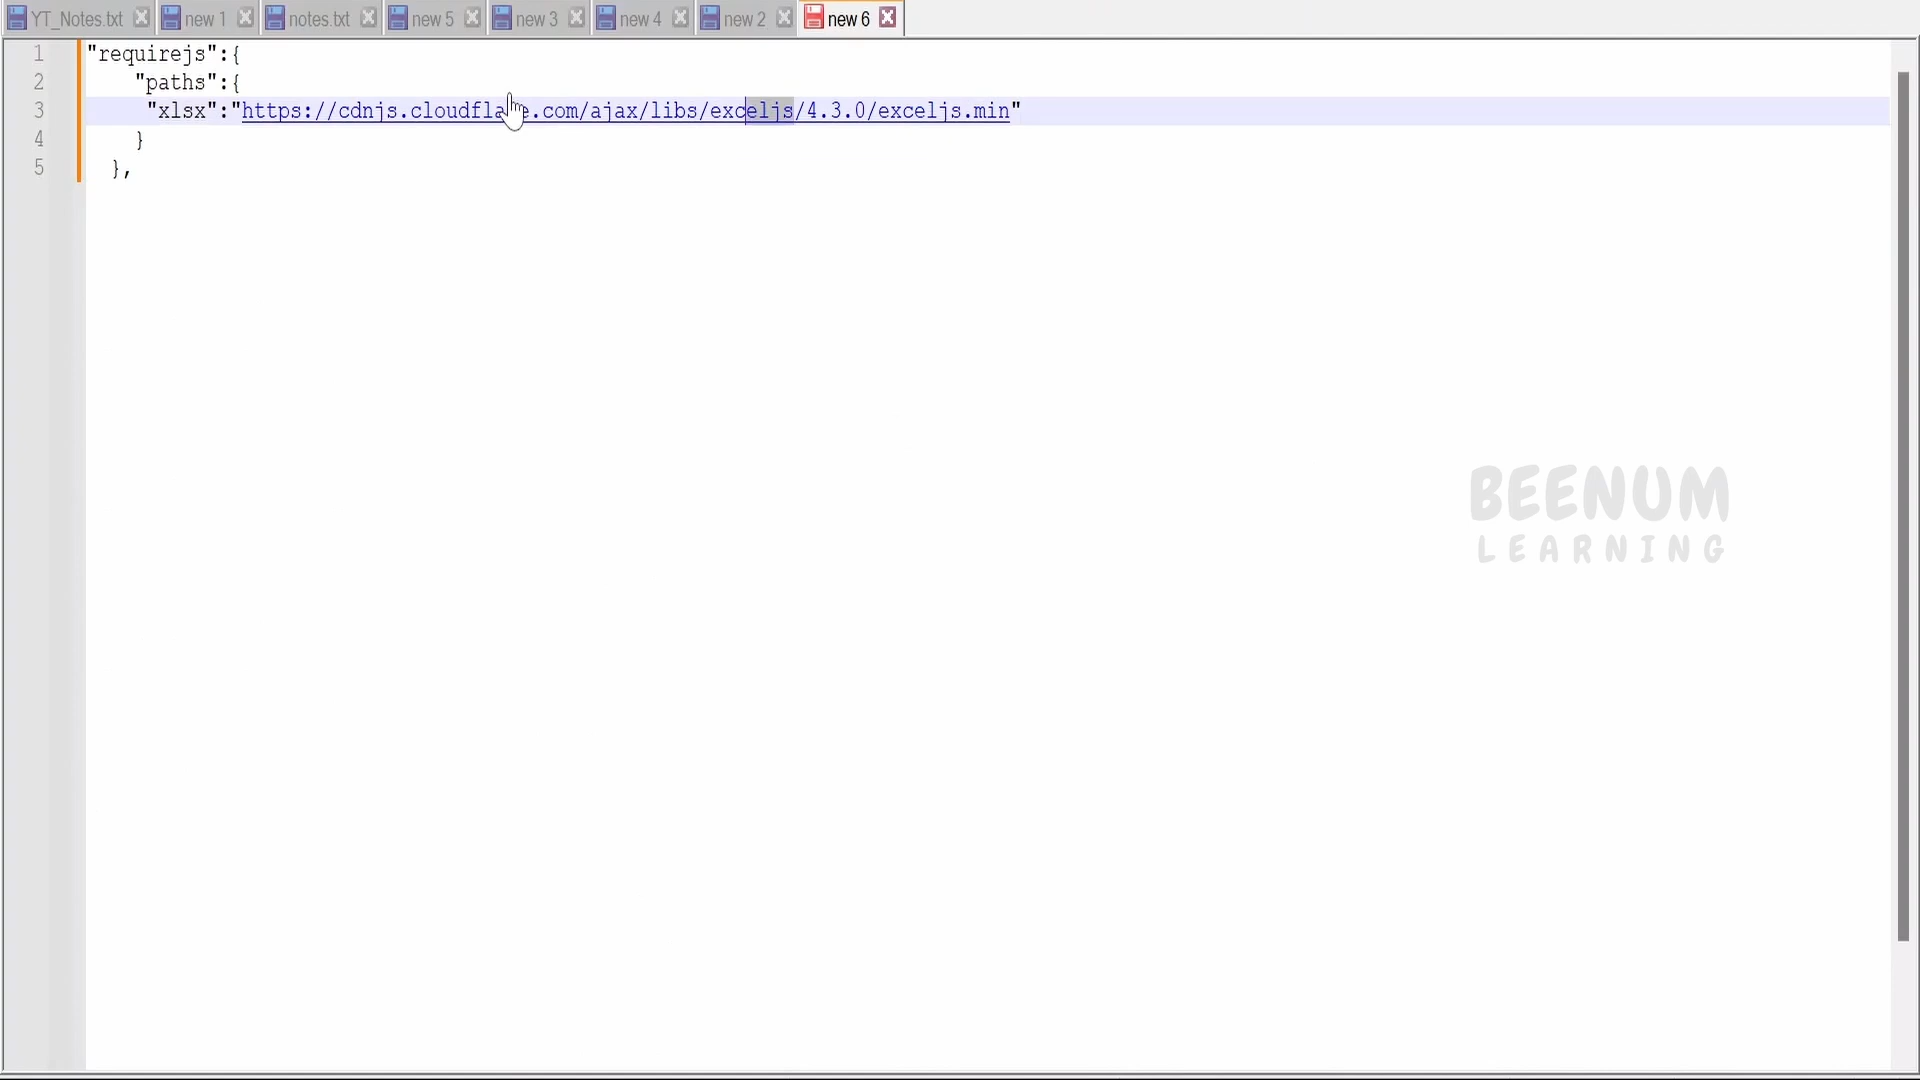 YT_Notes.txt new 1 notes.txt new 5 new 3 new 4 new 2 new 6
1 "requirejs":{
2 "paths":{
3 "xlsx":"https://cdnjs.cloudflare.com/ajax/libs/exceljs/4.3.0/exceljs.min"
4 }
5 },
BEENUM
LEARNING